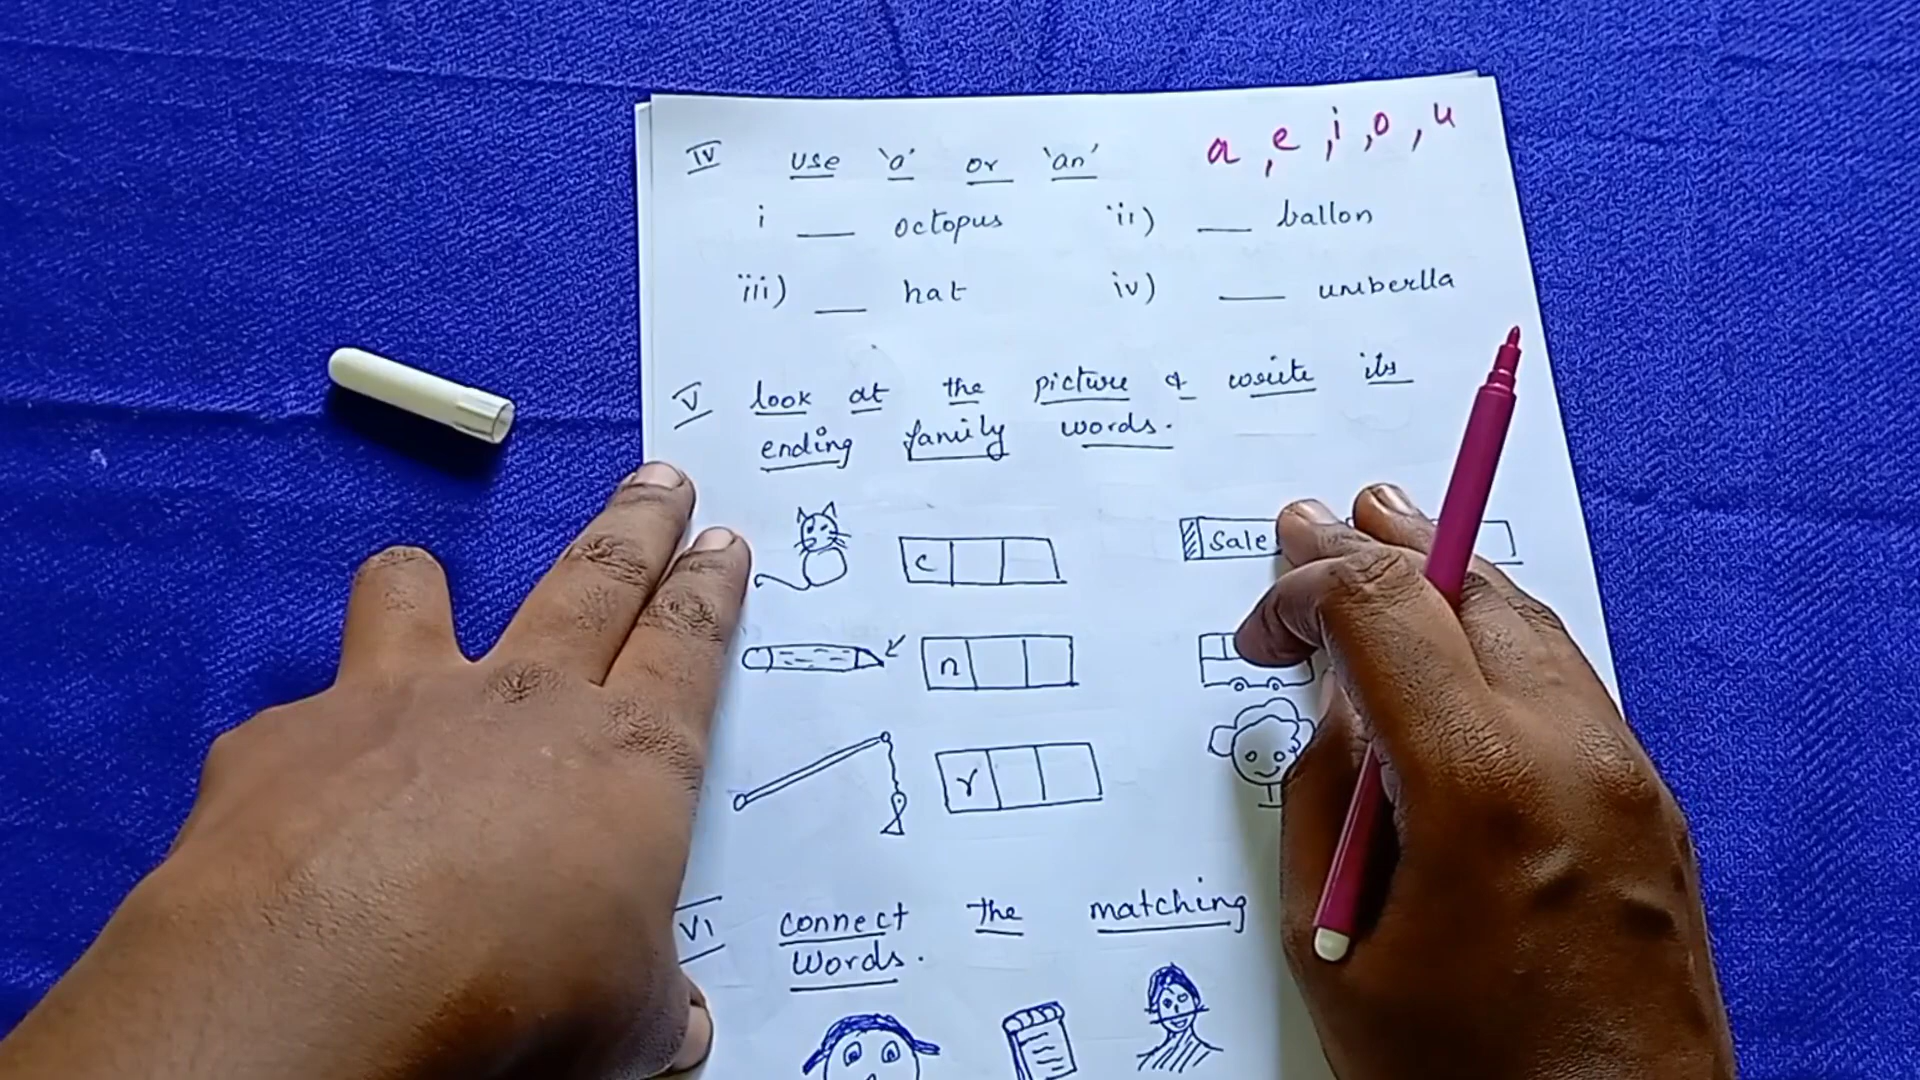 IV use 'a' or 'an' a, e, i, o, u
i ___ octopus ii) ___ ballon
iii) ___ hat iv) ___ umberlla
V look at the picture & write its
ending family words.
c
Sale
n
r
VI connect the matching
words.